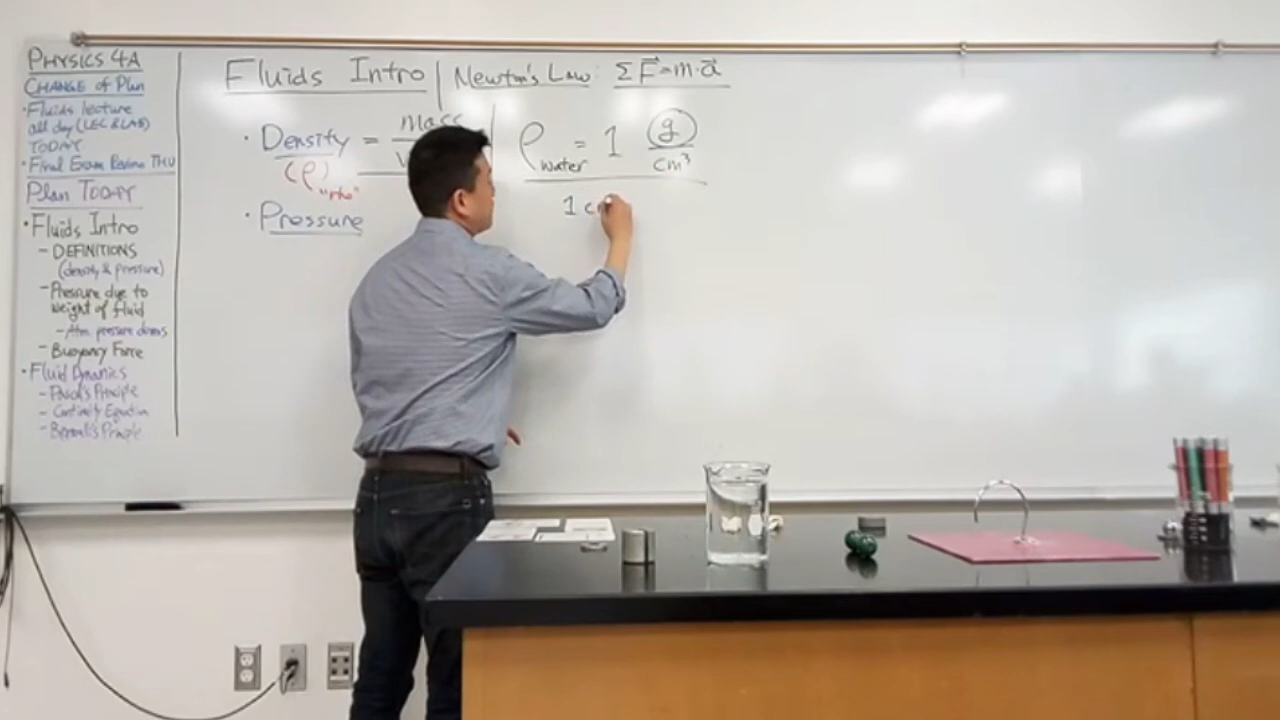 PHYSICS 4A
CHANGE of Plan
· Fluids lecture
all day (LEC & LAB)
TODAY
· Final Exam Review THU
Plan TODAY
· Fluids Intro
- DEFINITIONS
(density & pressure)
- Pressure due to
weight of fluid
- Atm. pressure demos
- Buoyancy Force
· Fluid Dynamics
- Pascal's Principle
- Continuity Equation
- Bernoulli's Principle
Fluids Intro | Newton's Law: ΣF⃗=m·a⃗
· Density = mass
(ρ) "rho"
· Pressure
ρ water = 1 g/cm³
1 c